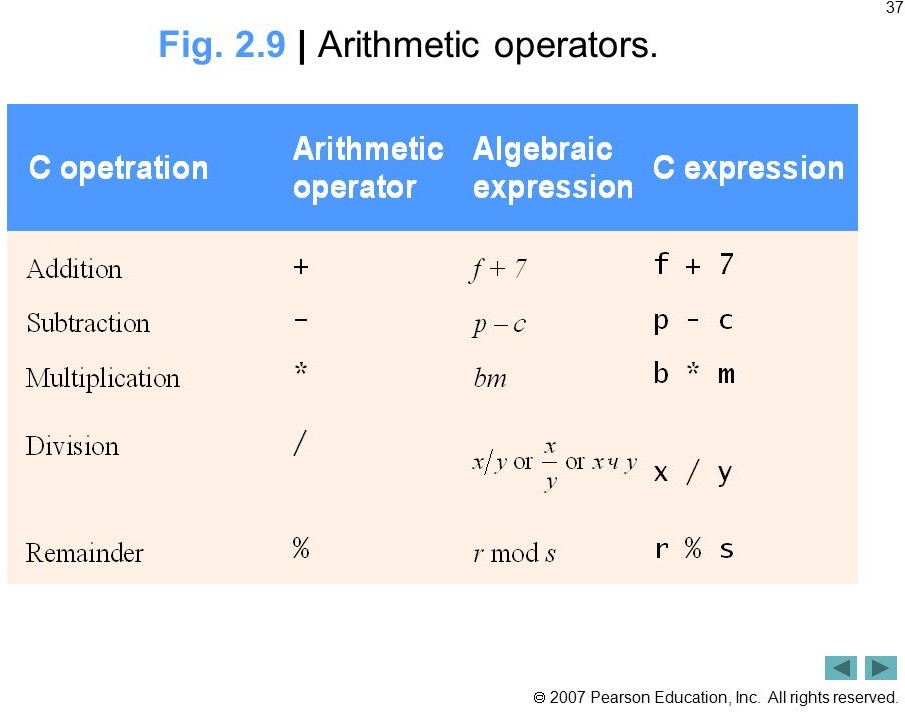 37
Fig. 2.9 | Arithmetic operators.
C opetration Arithmetic operator Algebraic expression C expression
Addition + f + 7 f + 7
Subtraction – p – c p - c
Multiplication * bm b * m
Division / x/y or x/y or x ч y x / y
Remainder % r mod s r % s
© 2007 Pearson Education, Inc. All rights reserved.